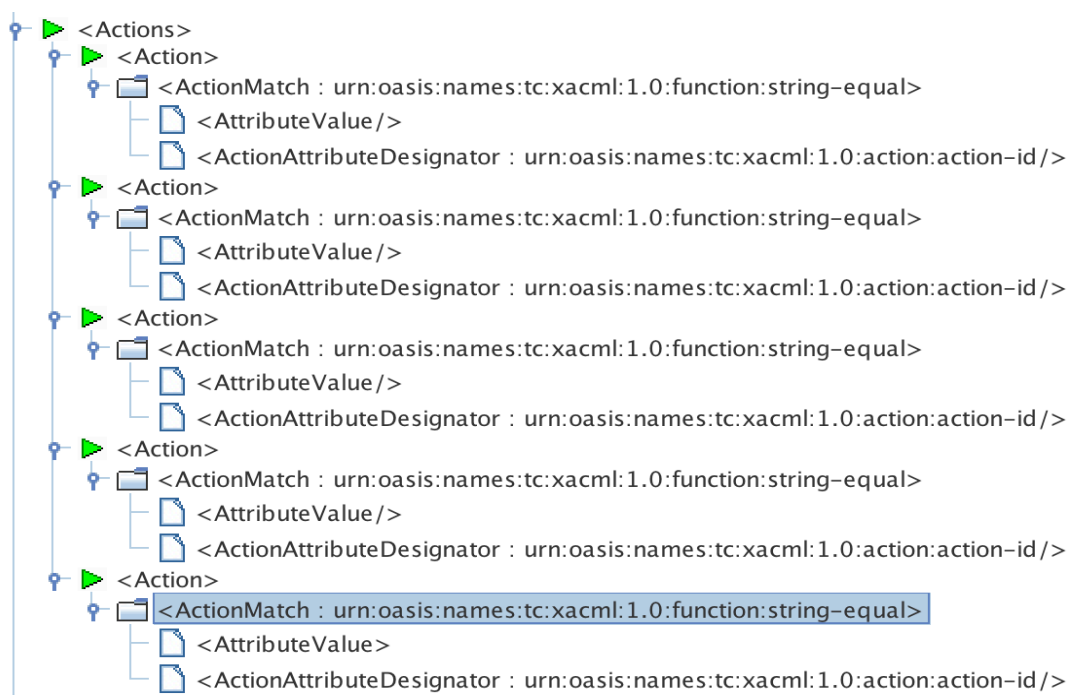 <Actions>
<Action>
<ActionMatch : urn:oasis:names:tc:xacml:1.0:function:string-equal>
<AttributeValue/>
<ActionAttributeDesignator : urn:oasis:names:tc:xacml:1.0:action:action-id/>
<Action>
<ActionMatch : urn:oasis:names:tc:xacml:1.0:function:string-equal>
<AttributeValue/>
<ActionAttributeDesignator : urn:oasis:names:tc:xacml:1.0:action:action-id/>
<Action>
<ActionMatch : urn:oasis:names:tc:xacml:1.0:function:string-equal>
<AttributeValue/>
<ActionAttributeDesignator : urn:oasis:names:tc:xacml:1.0:action:action-id/>
<Action>
<ActionMatch : urn:oasis:names:tc:xacml:1.0:function:string-equal>
<AttributeValue/>
<ActionAttributeDesignator : urn:oasis:names:tc:xacml:1.0:action:action-id/>
<Action>
<ActionMatch : urn:oasis:names:tc:xacml:1.0:function:string-equal>
<AttributeValue>
<ActionAttributeDesignator : urn:oasis:names:tc:xacml:1.0:action:action-id/>